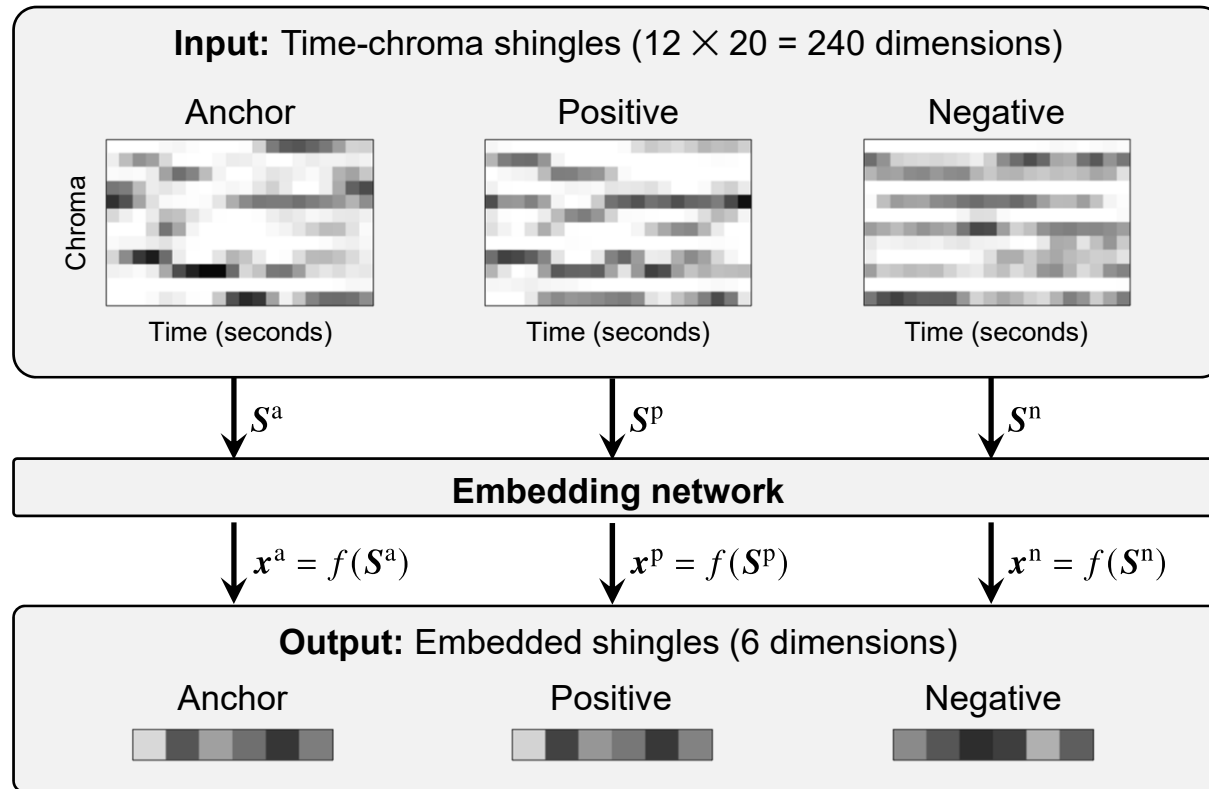 Input: Time-chroma shingles (12 × 20 = 240 dimensions)
Anchor Positive Negative
Chroma
Time (seconds) Time (seconds) Time (seconds)
Sᵃ Sᵖ Sⁿ
Embedding network
xᵃ = f(Sᵃ) xᵖ = f(Sᵖ) xⁿ = f(Sⁿ)
Output: Embedded shingles (6 dimensions)
Anchor Positive Negative